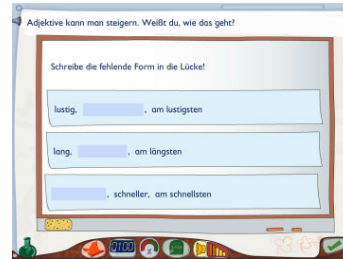 Adjektive kann man steigern. Weißt du, wie das geht?
Schreibe die fehlende Form in die Lücke!
lustig, , am lustigsten
lang, , am längsten
, schneller, am schnellsten